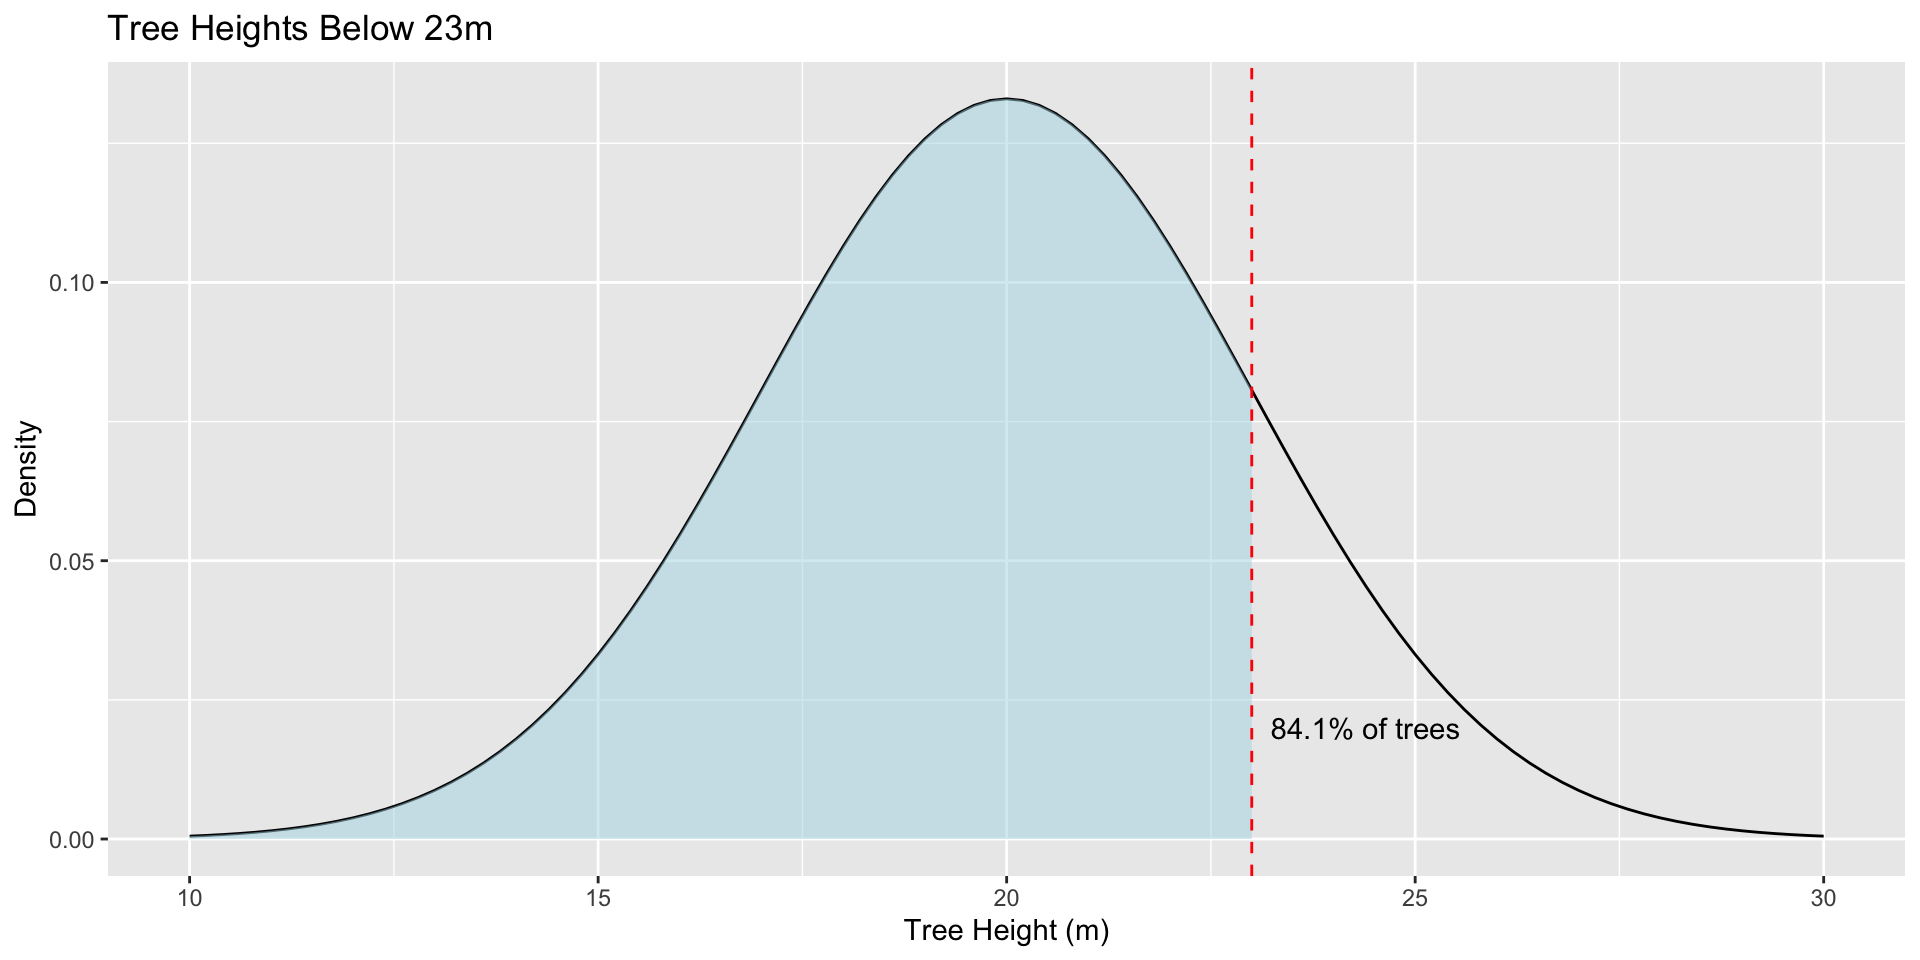 Tree Heights Below 23m
Density
0.10
0.05
0.00
84.1% of trees
10 15 20 25 30
Tree Height (m)